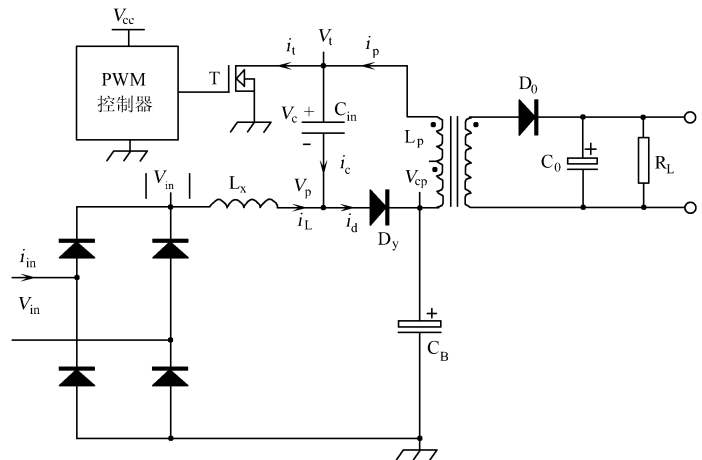 Vcc
PWM
控制器
T
it
Vt
ip
Vc
+
Cin
-
ic
Lp
Vcp
D0
C0
+
RL
|Vin|
Lx
Vp
iL
id
Dy
iin
Vin
+
CB